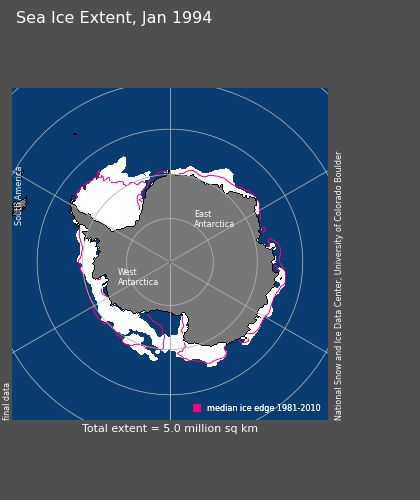 Sea Ice Extent, Jan 1994
South America
East
Antarctica
West
Antarctica
National Snow and Ice Data Center, University of Colorado Boulder
final data
median ice edge 1981-2010
Total extent = 5.0 million sq km